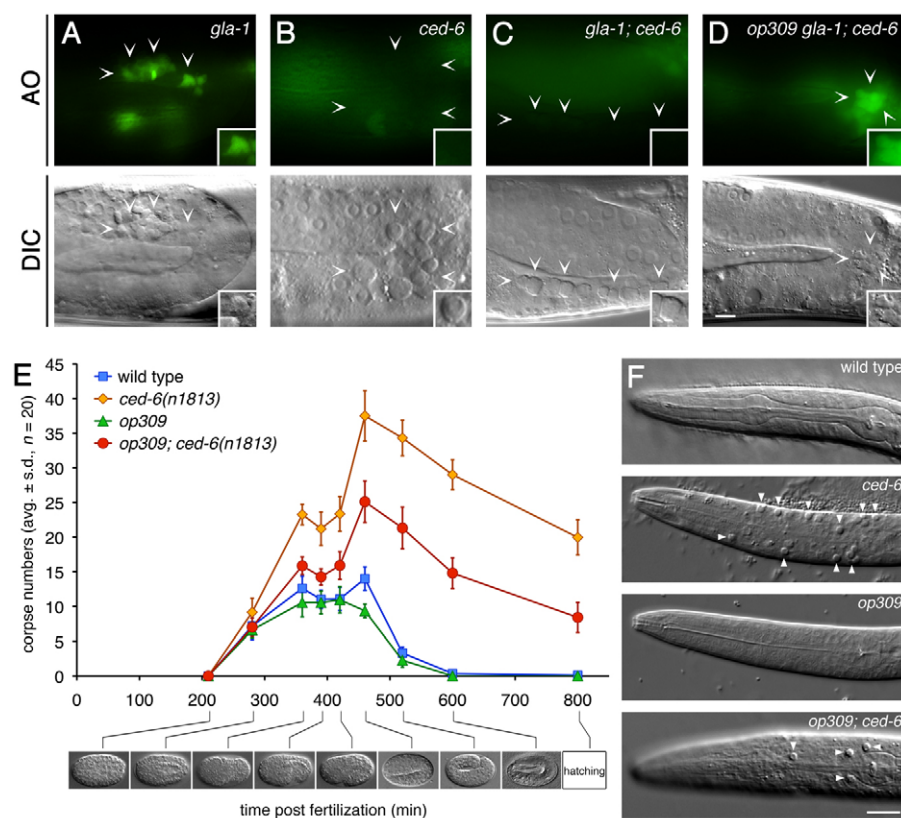 A gla-1
B ced-6
C gla-1; ced-6
D op309 gla-1; ced-6
AO
DIC
E
wild type
ced-6(n1813)
op309
op309; ced-6(n1813)
corpse numbers (avg. ± s.d., n = 20)
45
40
35
30
25
20
15
10
5
0
0 100 200 300 400 500 600 700 800
hatching
time post fertilization (min)
F
wild type
ced-6
op309
op309; ced-6